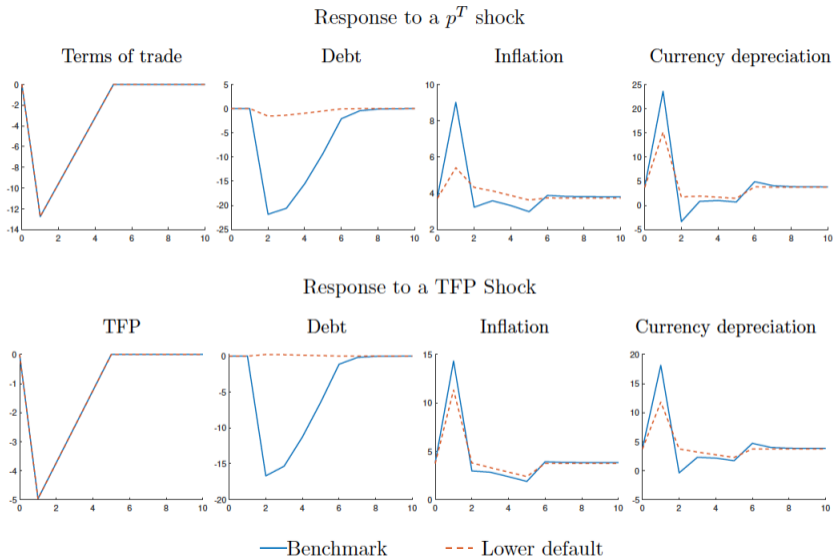 Response to a p^T shock
Terms of trade Debt Inflation Currency depreciation
0 -2 -4 -6 -8 -10 -12 -14 0 2 4 6 8 10
5 0 -5 -10 -15 -20 -25 0 2 4 6 8 10
10 8 6 4 2 0 2 4 6 8 10
25 20 15 10 5 0 -5 0 2 4 6 8 10
Response to a TFP Shock
TFP Debt Inflation Currency depreciation
0 -1 -2 -3 -4 -5 0 2 4 6 8 10
0 -5 -10 -15 -20 0 2 4 6 8 10
15 10 5 0 0 2 4 6 8 10
20 15 10 5 0 -5 0 2 4 6 8 10
Benchmark Lower default